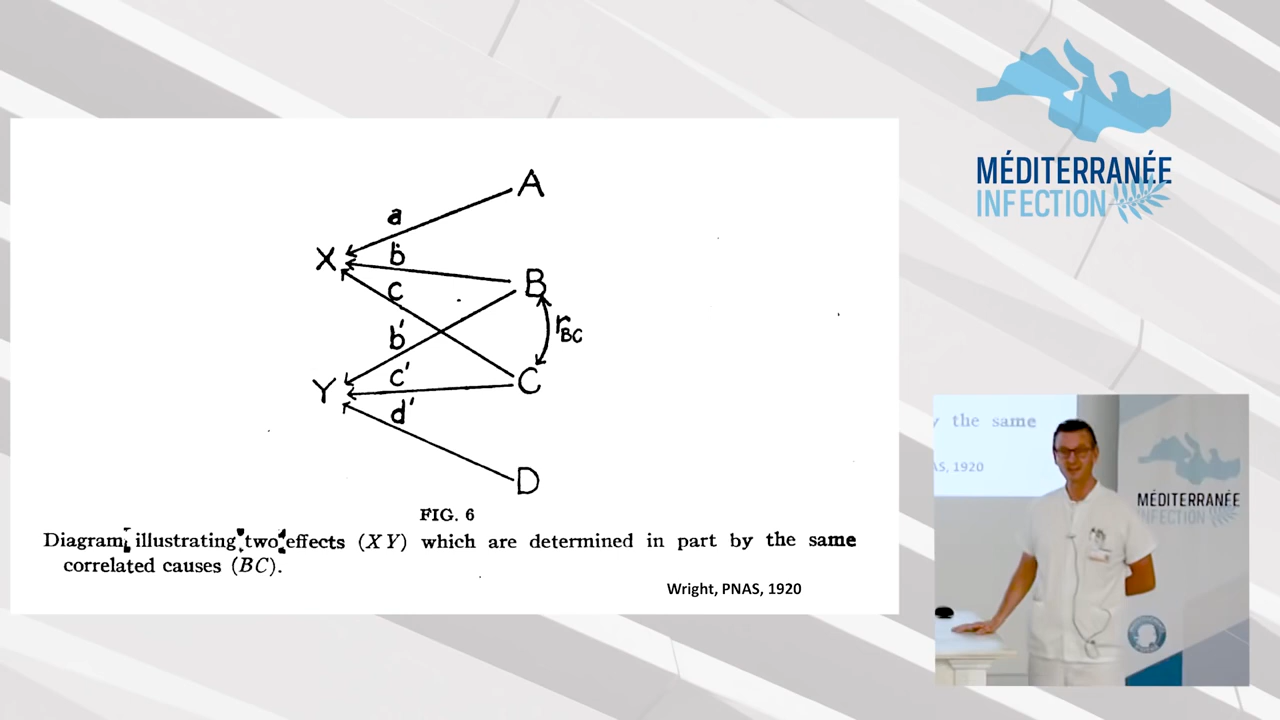 A
a
X
b
B
c
r_BC
b'
c'
C
Y
d'
D
FIG. 6
Diagram illustrating two effects (XY) which are determined in part by the same
correlated causes (BC).
Wright, PNAS, 1920
MÉDITERRANÉE
INFECTION
the same
AS, 1920
MÉDITERRANÉE
INFECTION